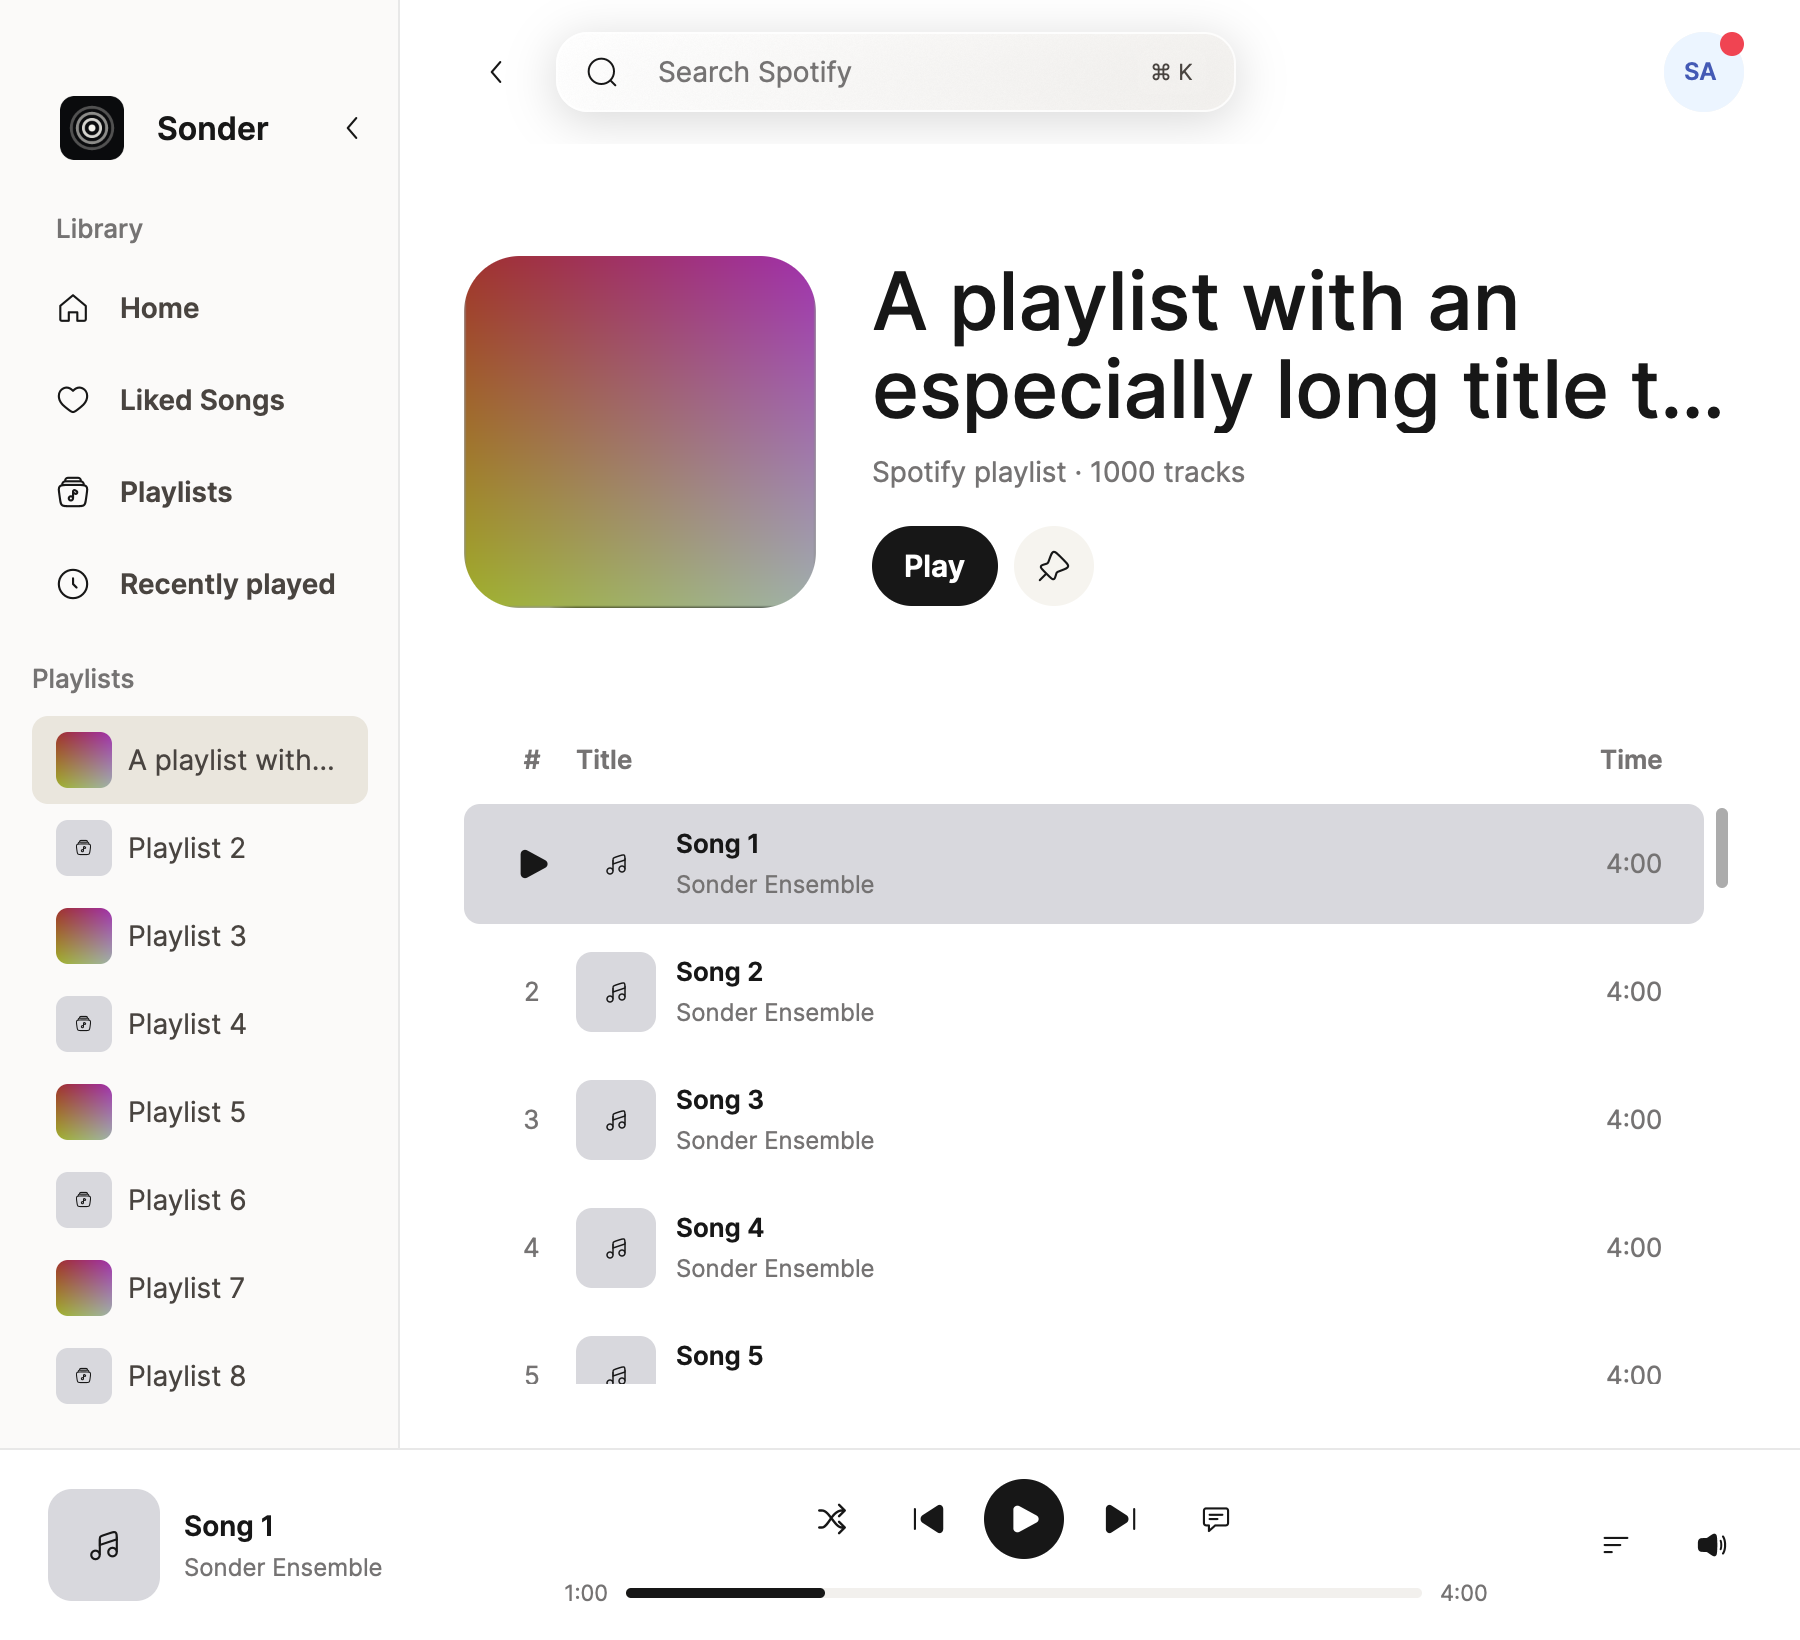 Search Spotify
⌘ K
SA
Sonder
Library
Home
Liked Songs
Playlists
Recently played
Playlists
A playlist with...
Playlist 2
Playlist 3
Playlist 4
Playlist 5
Playlist 6
Playlist 7
Playlist 8
A playlist with an
especially long title t...
Spotify playlist · 1000 tracks
Play
# Title Time
Song 1
Sonder Ensemble
4:00
2
Song 2
Sonder Ensemble
4:00
3
Song 3
Sonder Ensemble
4:00
4
Song 4
Sonder Ensemble
4:00
5
Song 5
4:00
Song 1
Sonder Ensemble
1:00
4:00